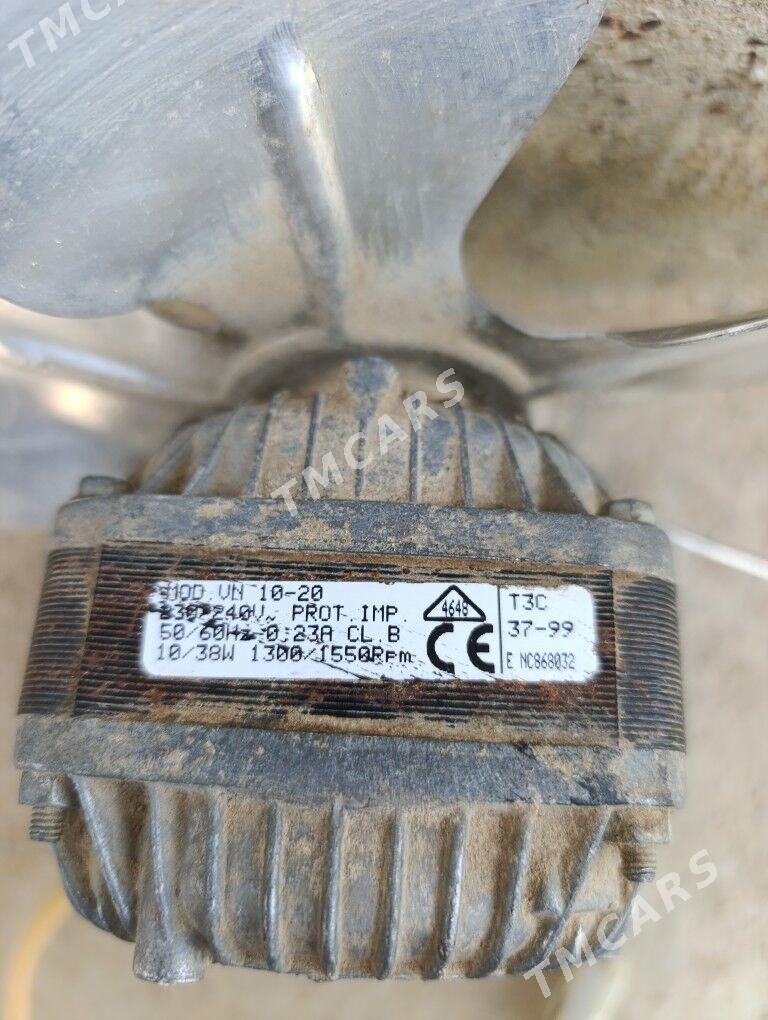 TMCARS
MOD.VN 10-20
230-240V~ PROT.IMP.
50/60Hz 0.23A CL.B
10/38W 1300/1550Rpm
4648
CE
T3C
37-99
E NC868032
TMCARS
TMCARS
TMCARS